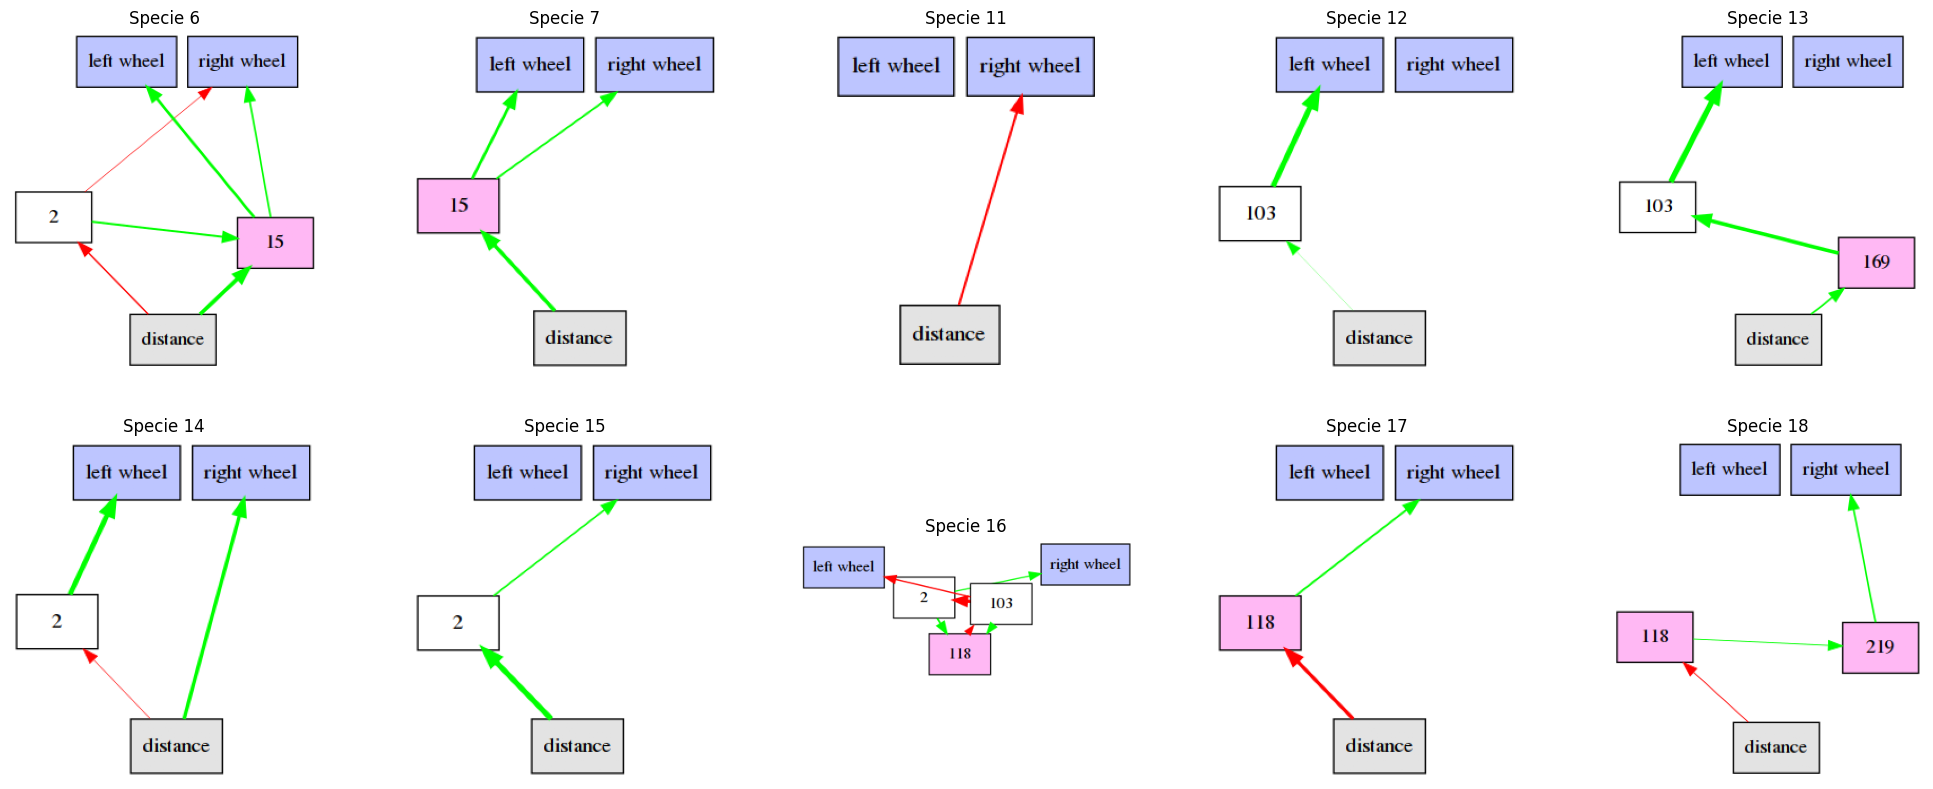 Specie 6
left wheel
right wheel
2
15
distance
Specie 7
left wheel
right wheel
15
distance
Specie 11
left wheel
right wheel
distance
Specie 12
left wheel
right wheel
103
distance
Specie 13
left wheel
right wheel
103
169
distance
Specie 14
left wheel
right wheel
2
distance
Specie 15
left wheel
right wheel
2
distance
Specie 16
left wheel
right wheel
2
103
118
Specie 17
left wheel
right wheel
118
distance
Specie 18
left wheel
right wheel
118
219
distance